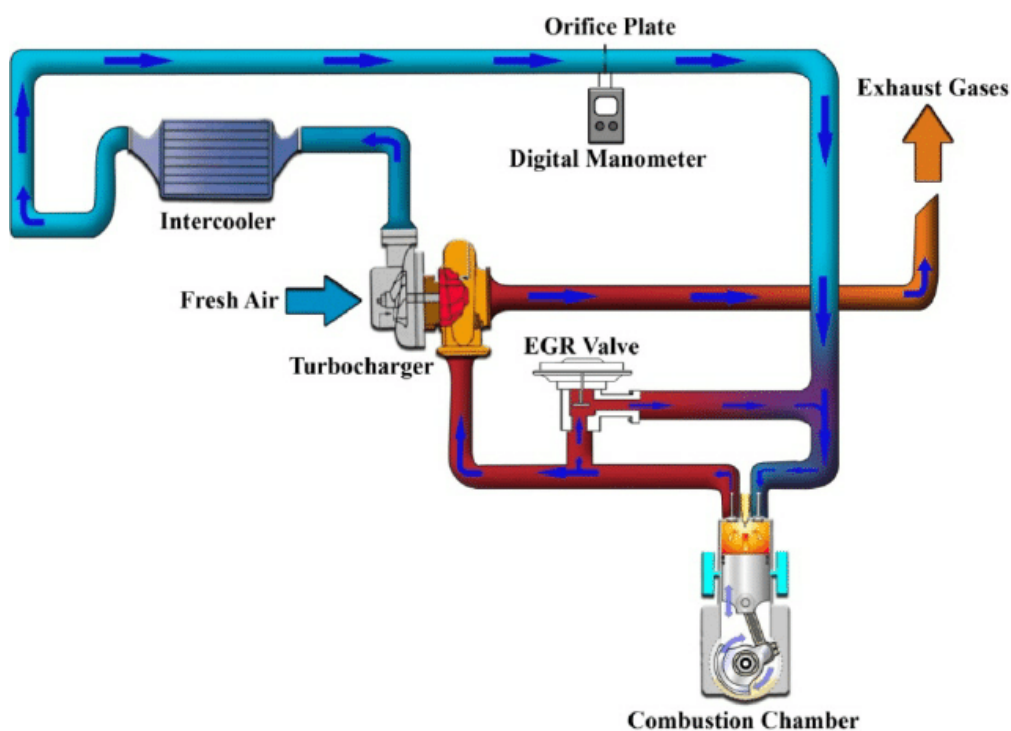 Orifice Plate
Exhaust Gases
Digital Manometer
Intercooler
Fresh Air
EGR Valve
Turbocharger
Combustion Chamber